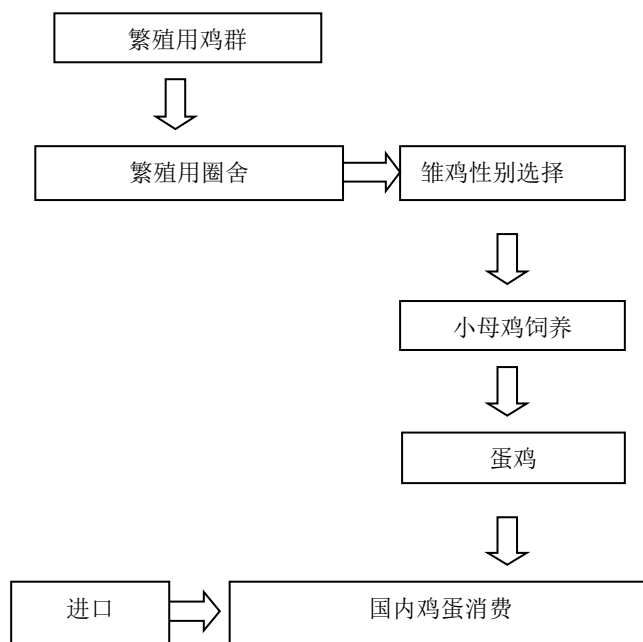 繁殖用鸡群
繁殖用圈舍
雏鸡性别选择
小母鸡饲养
蛋鸡
进口
国内鸡蛋消费